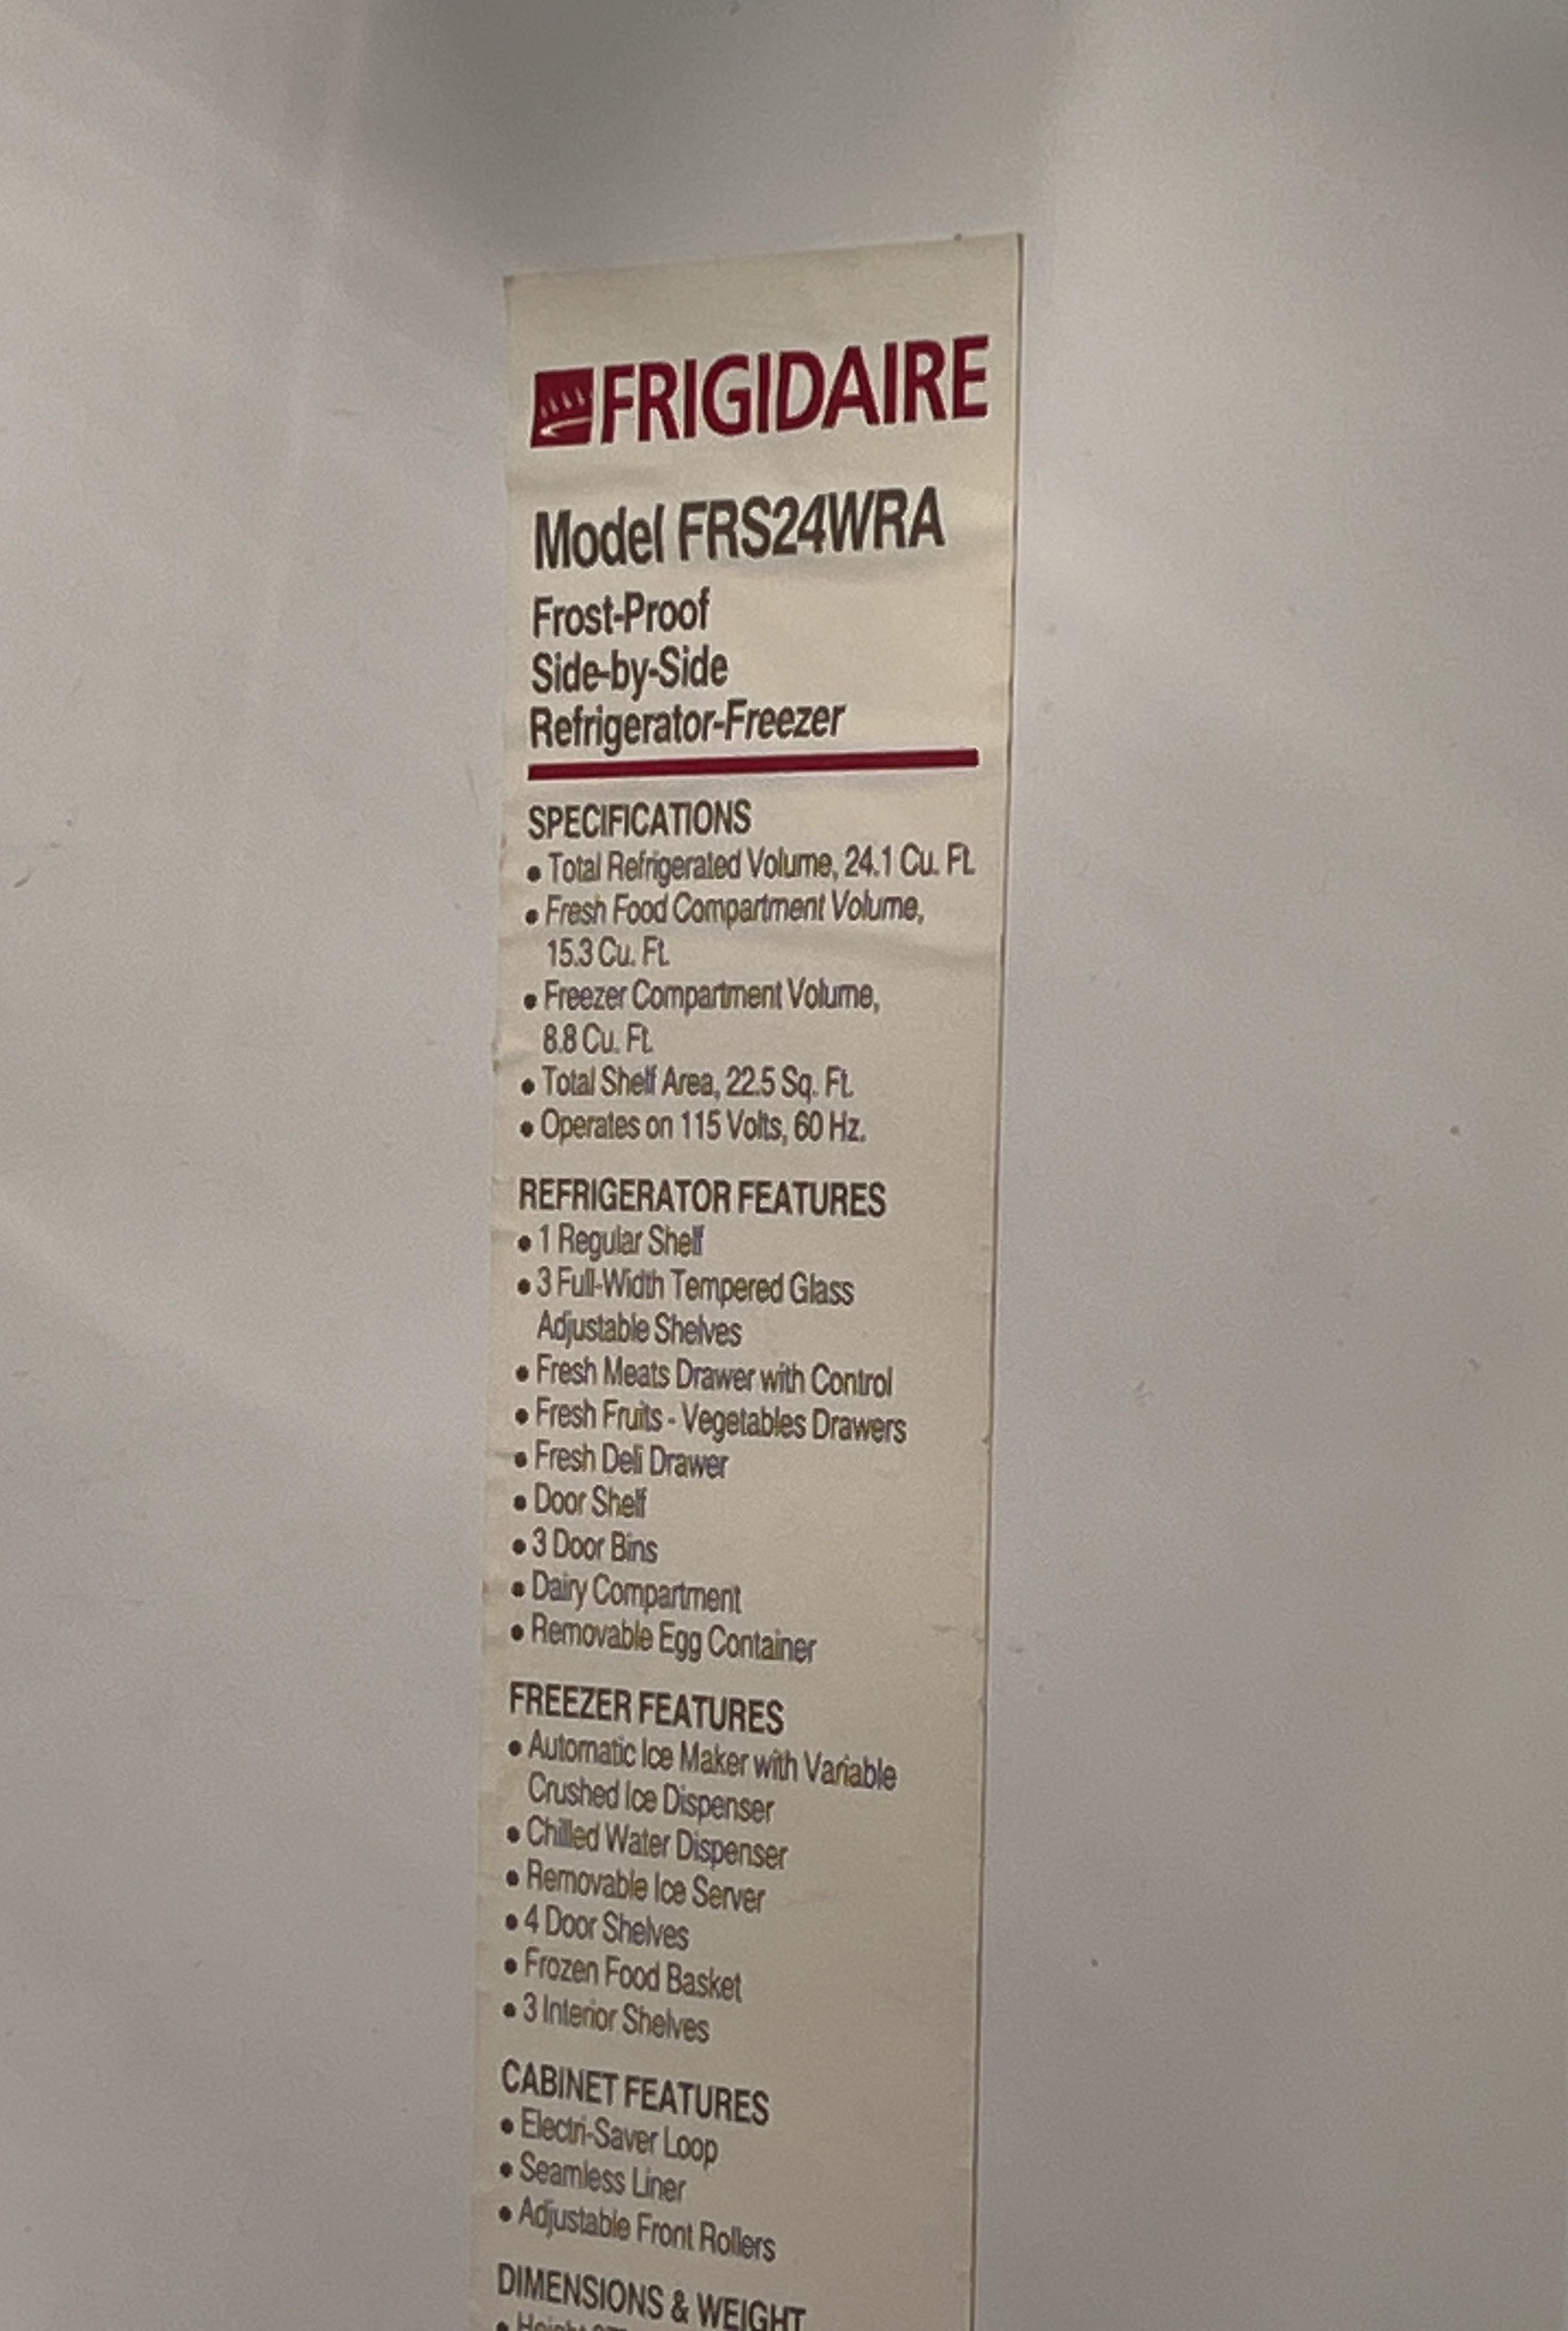 FRIGIDAIRE
Model FRS24WRA
Frost-Proof
Side-by-Side
Refrigerator-Freezer
SPECIFICATIONS
• Total Refrigerated Volume, 24.1 Cu. Ft.
• Fresh Food Compartment Volume,
15.3 Cu. Ft.
• Freezer Compartment Volume,
8.8 Cu. Ft.
• Total Shelf Area, 22.5 Sq. Ft.
• Operates on 115 Volts, 60 Hz.
REFRIGERATOR FEATURES
• 1 Regular Shelf
• 3 Full-Width Tempered Glass
Adjustable Shelves
• Fresh Meats Drawer with Control
• Fresh Fruits - Vegetables Drawers
• Fresh Deli Drawer
• Door Shelf
• 3 Door Bins
• Dairy Compartment
• Removable Egg Container
FREEZER FEATURES
• Automatic Ice Maker with Variable
Crushed Ice Dispenser
• Chilled Water Dispenser
• Removable Ice Server
• 4 Door Shelves
• Frozen Food Basket
• 3 Interior Shelves
CABINET FEATURES
• Electri-Saver Loop
• Seamless Liner
• Adjustable Front Rollers
DIMENSIONS & WEIGHT
• Height